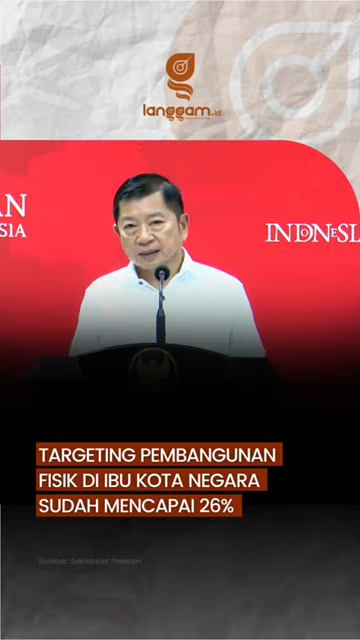 langgam.id
AN
SIA
INDONESIA
TARGETING PEMBANGUNAN
FISIK DI IBU KOTA NEGARA
SUDAH MENCAPAI 26%
Sumber: Sekretariat Presiden